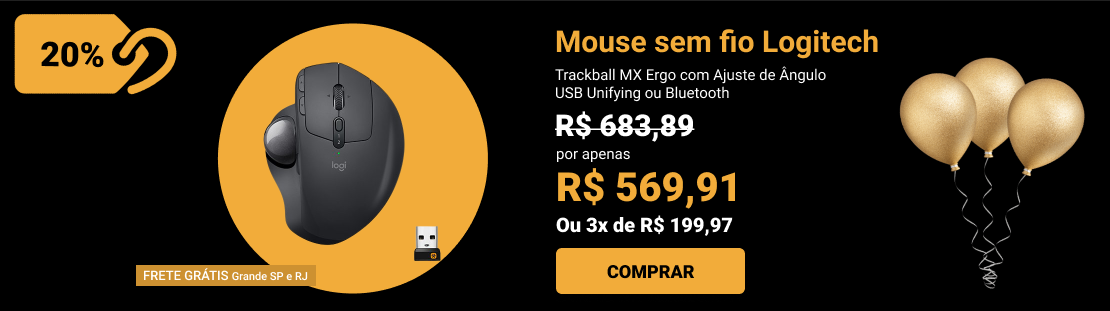 20%
Mouse sem fio Logitech
Trackball MX Ergo com Ajuste de Ângulo
USB Unifying ou Bluetooth
R$ 683,89
por apenas
R$ 569,91
Ou 3x de R$ 199,97
COMPRAR
logi
FRETE GRÁTIS Grande SP e RJ